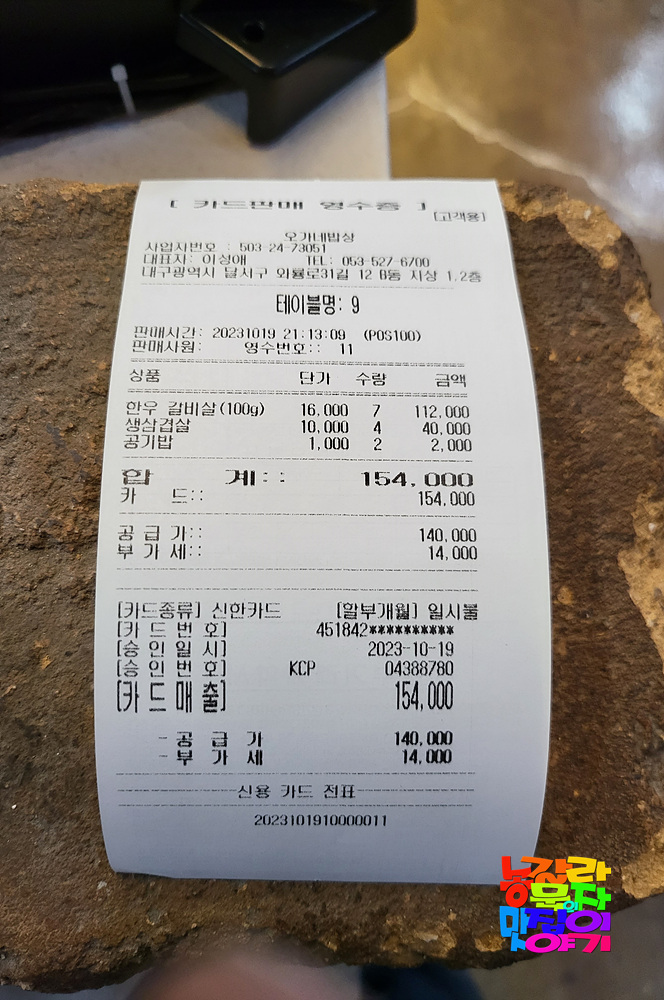 [ 카드판매 영수증 ]
[고객용]
오가네밥상
사업자번호 : 503-24-73051
대표자: 이성애 TEL: 053-527-6700
대구광역시 달서구 와룡로31길 12 B동 지상 1,2층
테이블명: 9
판매시간: 20231019 21:13:09 (POS100)
판매사원: 영수번호:: 11
상품 단가 수량 금액
한우 갈비살(100g) 16,000 7 112,000
생삼겹살 10,000 4 40,000
공기밥 1,000 2 2,000
합 계:: 154,000
카 드:: 154,000
공 급 가:: 140,000
부 가 세:: 14,000
[카드종류] 신한카드 [할부개월] 일시불
[카 드 번 호] 451842**********
[승 인 일 시] 2023-10-19
[승 인 번 호] KCP 04388780
[카 드 매 출] 154,000
- 공 급 가 140,000
- 부 가 세 14,000
신용 카드 전표
2023101910000011
농갈라
문자
의
맛집이
이야기